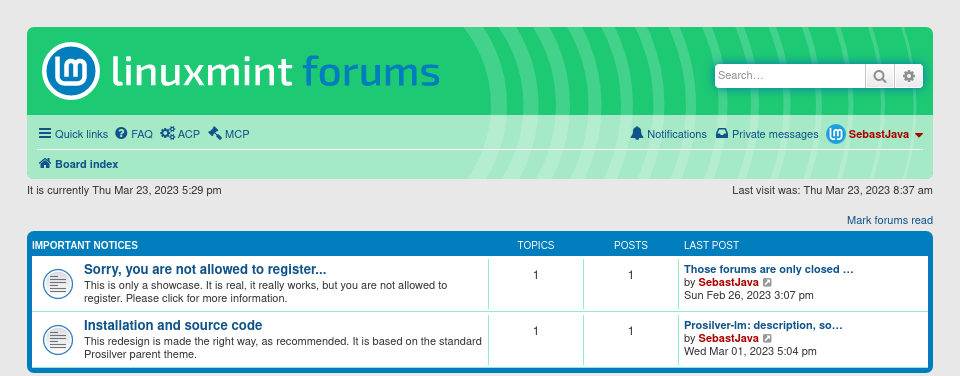 linuxmint forums
Search…
Quick links FAQ ACP MCP Notifications Private messages SebastJava
Board index
It is currently Thu Mar 23, 2023 5:29 pm Last visit was: Thu Mar 23, 2023 8:37 am
Mark forums read
IMPORTANT NOTICES TOPICS POSTS LAST POST
Sorry, you are not allowed to register...
This is only a showcase. It is real, it really works, but you are not allowed to
register. Please click for more information.
1
1
Those forums are only closed …
by SebastJava
Sun Feb 26, 2023 3:07 pm
Installation and source code
This redesign is made the right way, as recommended. It is based on the standard
Prosilver parent theme.
1
1
Prosilver-lm: description, so…
by SebastJava
Wed Mar 01, 2023 5:04 pm